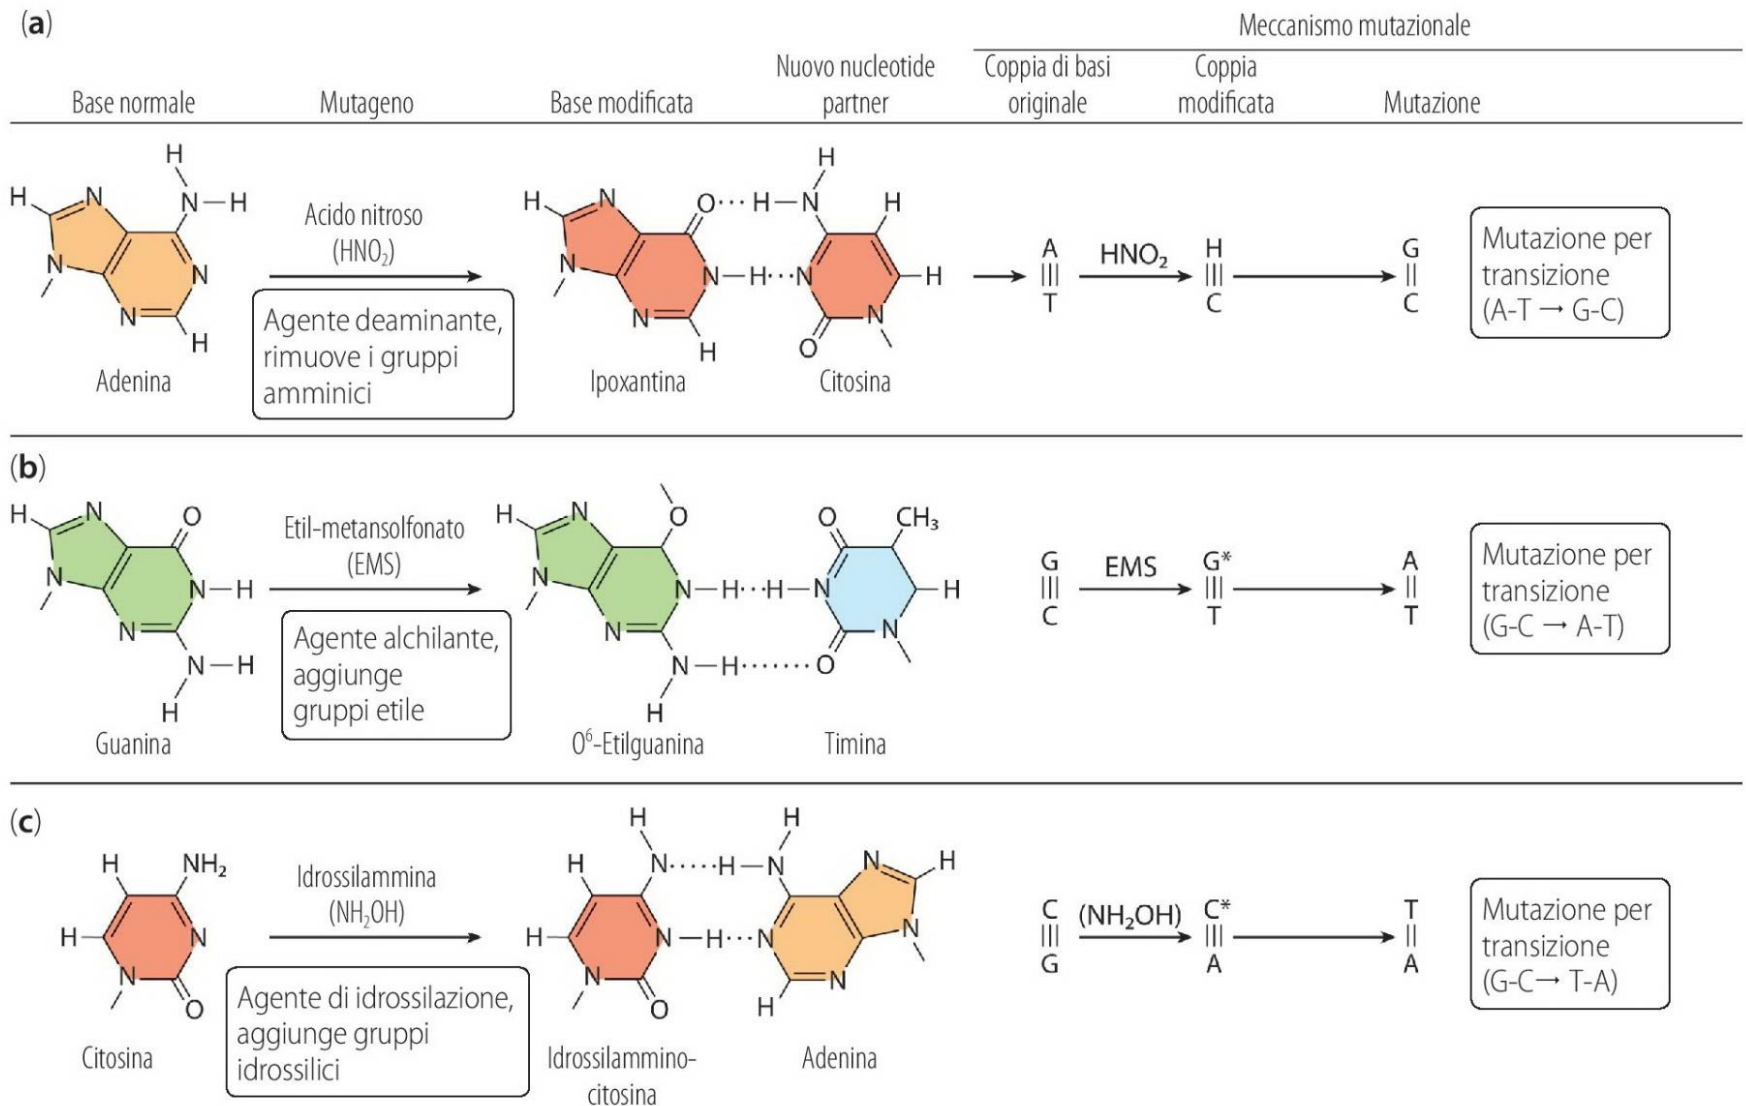 (a)
Meccanismo mutazionale
Base normale
Mutageno
Base modificata
Nuovo nucleotide
partner
Coppia di basi
originale
Coppia
modificata
Mutazione
H
H
N
N
H
N
N
N
H
Adenina
Acido nitroso
(HNO₂)
Agente deaminante,
rimuove i gruppi
amminici
H
N
O
N
N
H
N
H
Ipoxantina
H
H
N
H
N
H
O
N
Citosina
A
T
HNO₂
H
C
G
C
Mutazione per
transizione
(A-T → G-C)
(b)
H
N
O
N
N
H
N
N
H
H
Guanina
Etil-metansolfonato
(EMS)
Agente alchilante,
aggiunge
gruppi etile
H
N
O
N
N
H
N
N
H
H
O⁶-Etilguanina
O
CH₃
H
N
H
N
O
Timina
G
C
EMS
G*
T
A
T
Mutazione per
transizione
(G-C → A-T)
(c)
H
NH₂
H
N
N
O
Citosina
Idrossilammina
(NH₂OH)
Agente di idrossilazione,
aggiunge gruppi
idrossilici
H
H
N
H
N
H
N
O
Idrossilammino-
citosina
H
H
N
N
H
N
N
N
H
Adenina
C
G
(NH₂OH)
C*
A
T
A
Mutazione per
transizione
(G-C→ T-A)